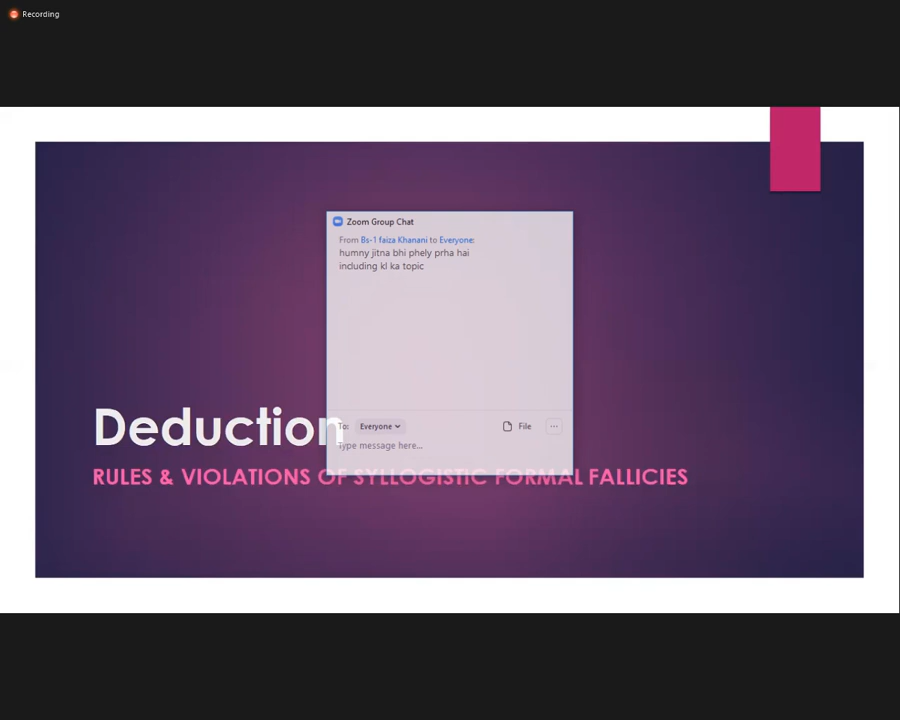 Recording
Zoom Group Chat
From Bs-1 faiza Khanani to Everyone:
humny jitna bhi phely prha hai
including kl ka topic
To: Everyone
File
Type message here...
Deduction
RULES & VIOLATIONS OF SYLLOGISTIC FORMAL FALLICIES